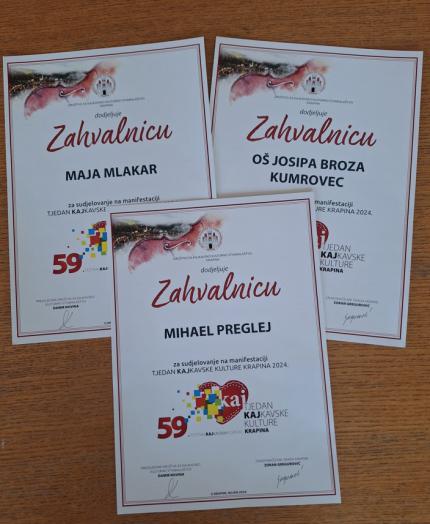 dodjeljuje
Zahvalnicu
MAJA MLAKAR
za sudjelovanje na manifestaciji
TJEDAN KAJKAVSKE KULTURE KRAPINA
59
dodjeljuje
Zahvalnicu
OŠ JOSIPA BROZA
KUMROVEC
manifestaciji
KULTURE KRAPINA 2024.
TJEDAN
KAJKAVSKE
KULTURE
KRAPINA
dodjeljuje
Zahvalnicu
MIHAEL PREGLEJ
za sudjelovanje na manifestaciji
TJEDAN KAJKAVSKE KULTURE KRAPINA 2024.
59
kaj
TJEDAN
KAJKAVSKE
KULTURE
KRAPINA